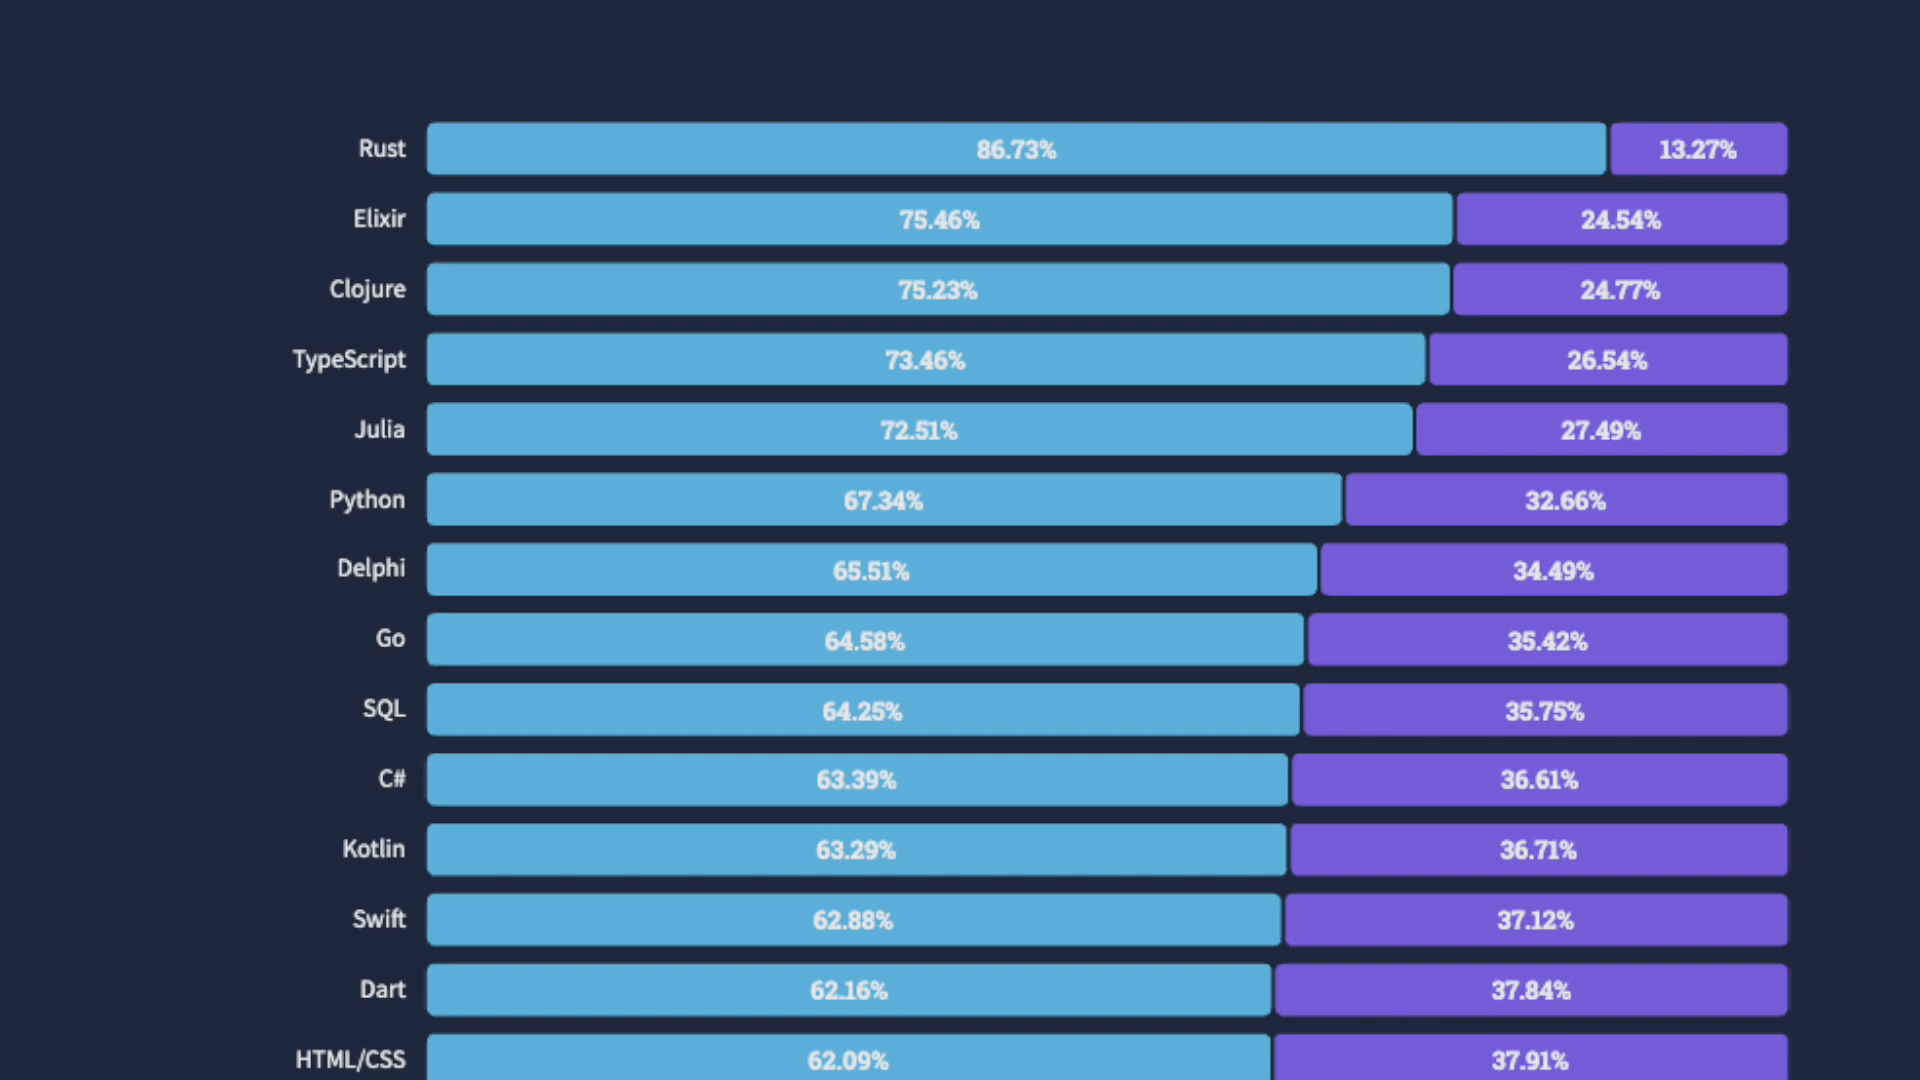 Rust 86.73% 13.27%
Elixir 75.46% 24.54%
Clojure 75.23% 24.77%
TypeScript 73.46% 26.54%
Julia 72.51% 27.49%
Python 67.34% 32.66%
Delphi 65.51% 34.49%
Go 64.58% 35.42%
SQL 64.25% 35.75%
C# 63.39% 36.61%
Kotlin 63.29% 36.71%
Swift 62.88% 37.12%
Dart 62.16% 37.84%
HTML/CSS 62.09% 37.91%